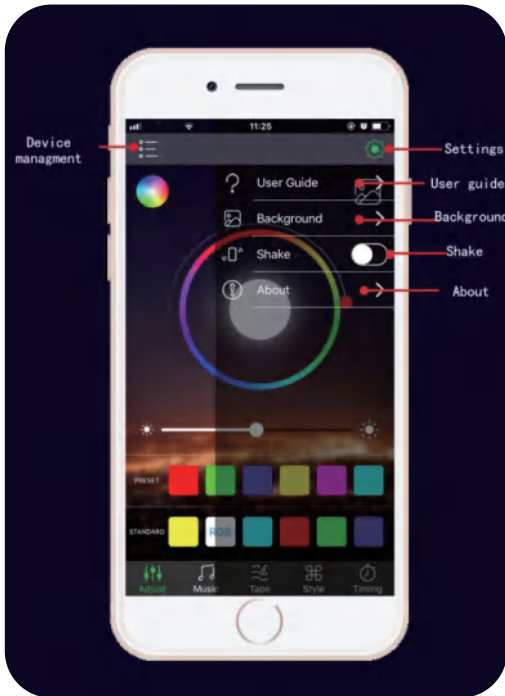 11:25
Device
managment
Settings
User Guide
User guide
Background
Background
Shake
Shake
About
About
PRESET
STANDARD
RGB
Adjust
Music
Tape
Style
Timing